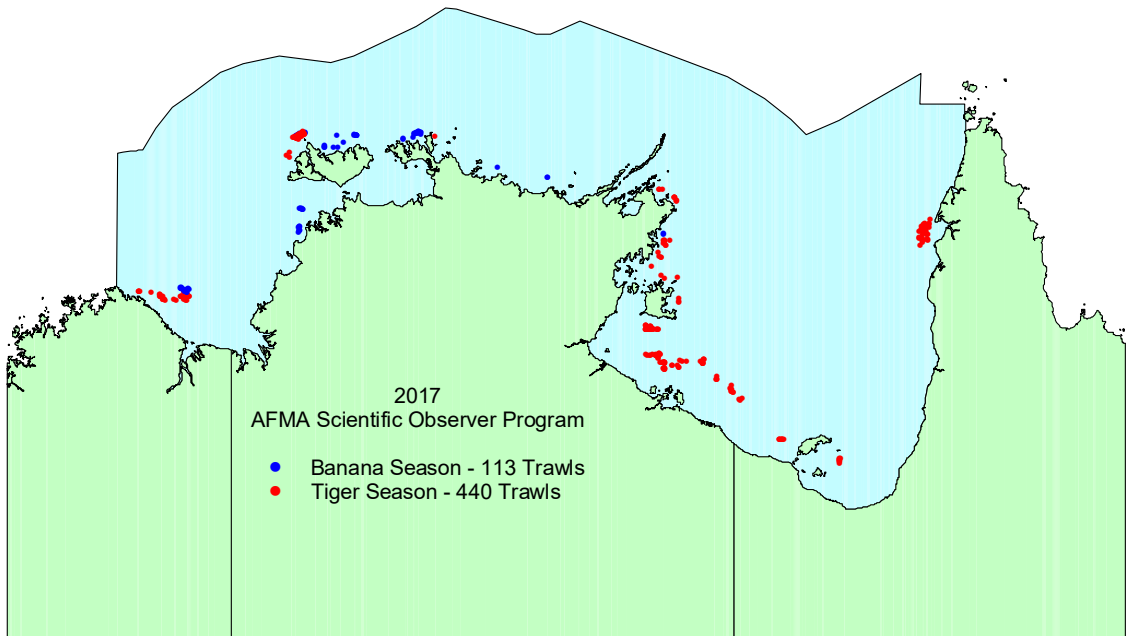 2017
AFMA Scientific Observer Program
Banana Season - 113 Trawls
Tiger Season - 440 Trawls